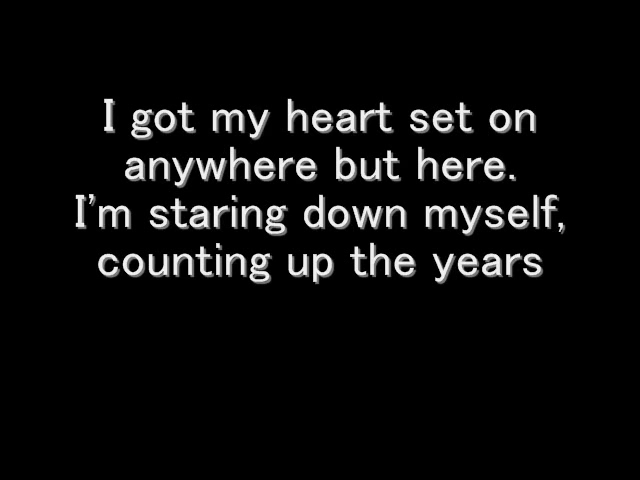 I got my heart set on
anywhere but here.
I'm staring down myself,
counting up the years